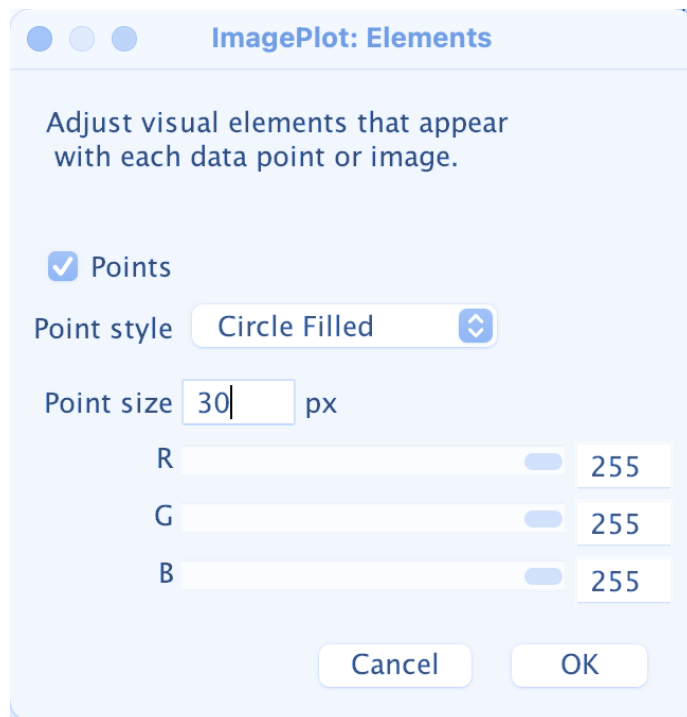 ImagePlot: Elements
Adjust visual elements that appear
with each data point or image.
Points
Point style Circle Filled
Point size 30 px
R 255
G 255
B 255
Cancel OK